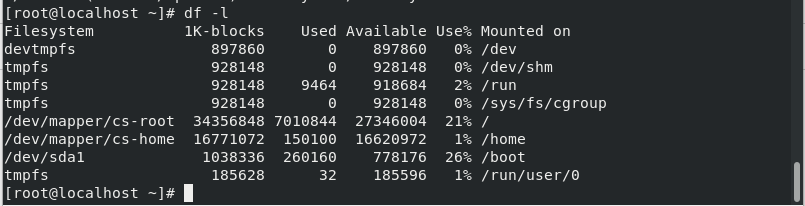 [root@localhost ~]# df -l
Filesystem          1K-blocks    Used Available Use% Mounted on
devtmpfs               897860       0    897860   0% /dev
tmpfs                  928148       0    928148   0% /dev/shm
tmpfs                  928148    9464    918684   2% /run
tmpfs                  928148       0    928148   0% /sys/fs/cgroup
/dev/mapper/cs-root  34356848 7010844  27346004  21% /
/dev/mapper/cs-home  16771072  150100  16620972   1% /home
/dev/sda1             1038336  260160    778176  26% /boot
tmpfs                  185628      32    185596   1% /run/user/0
[root@localhost ~]#